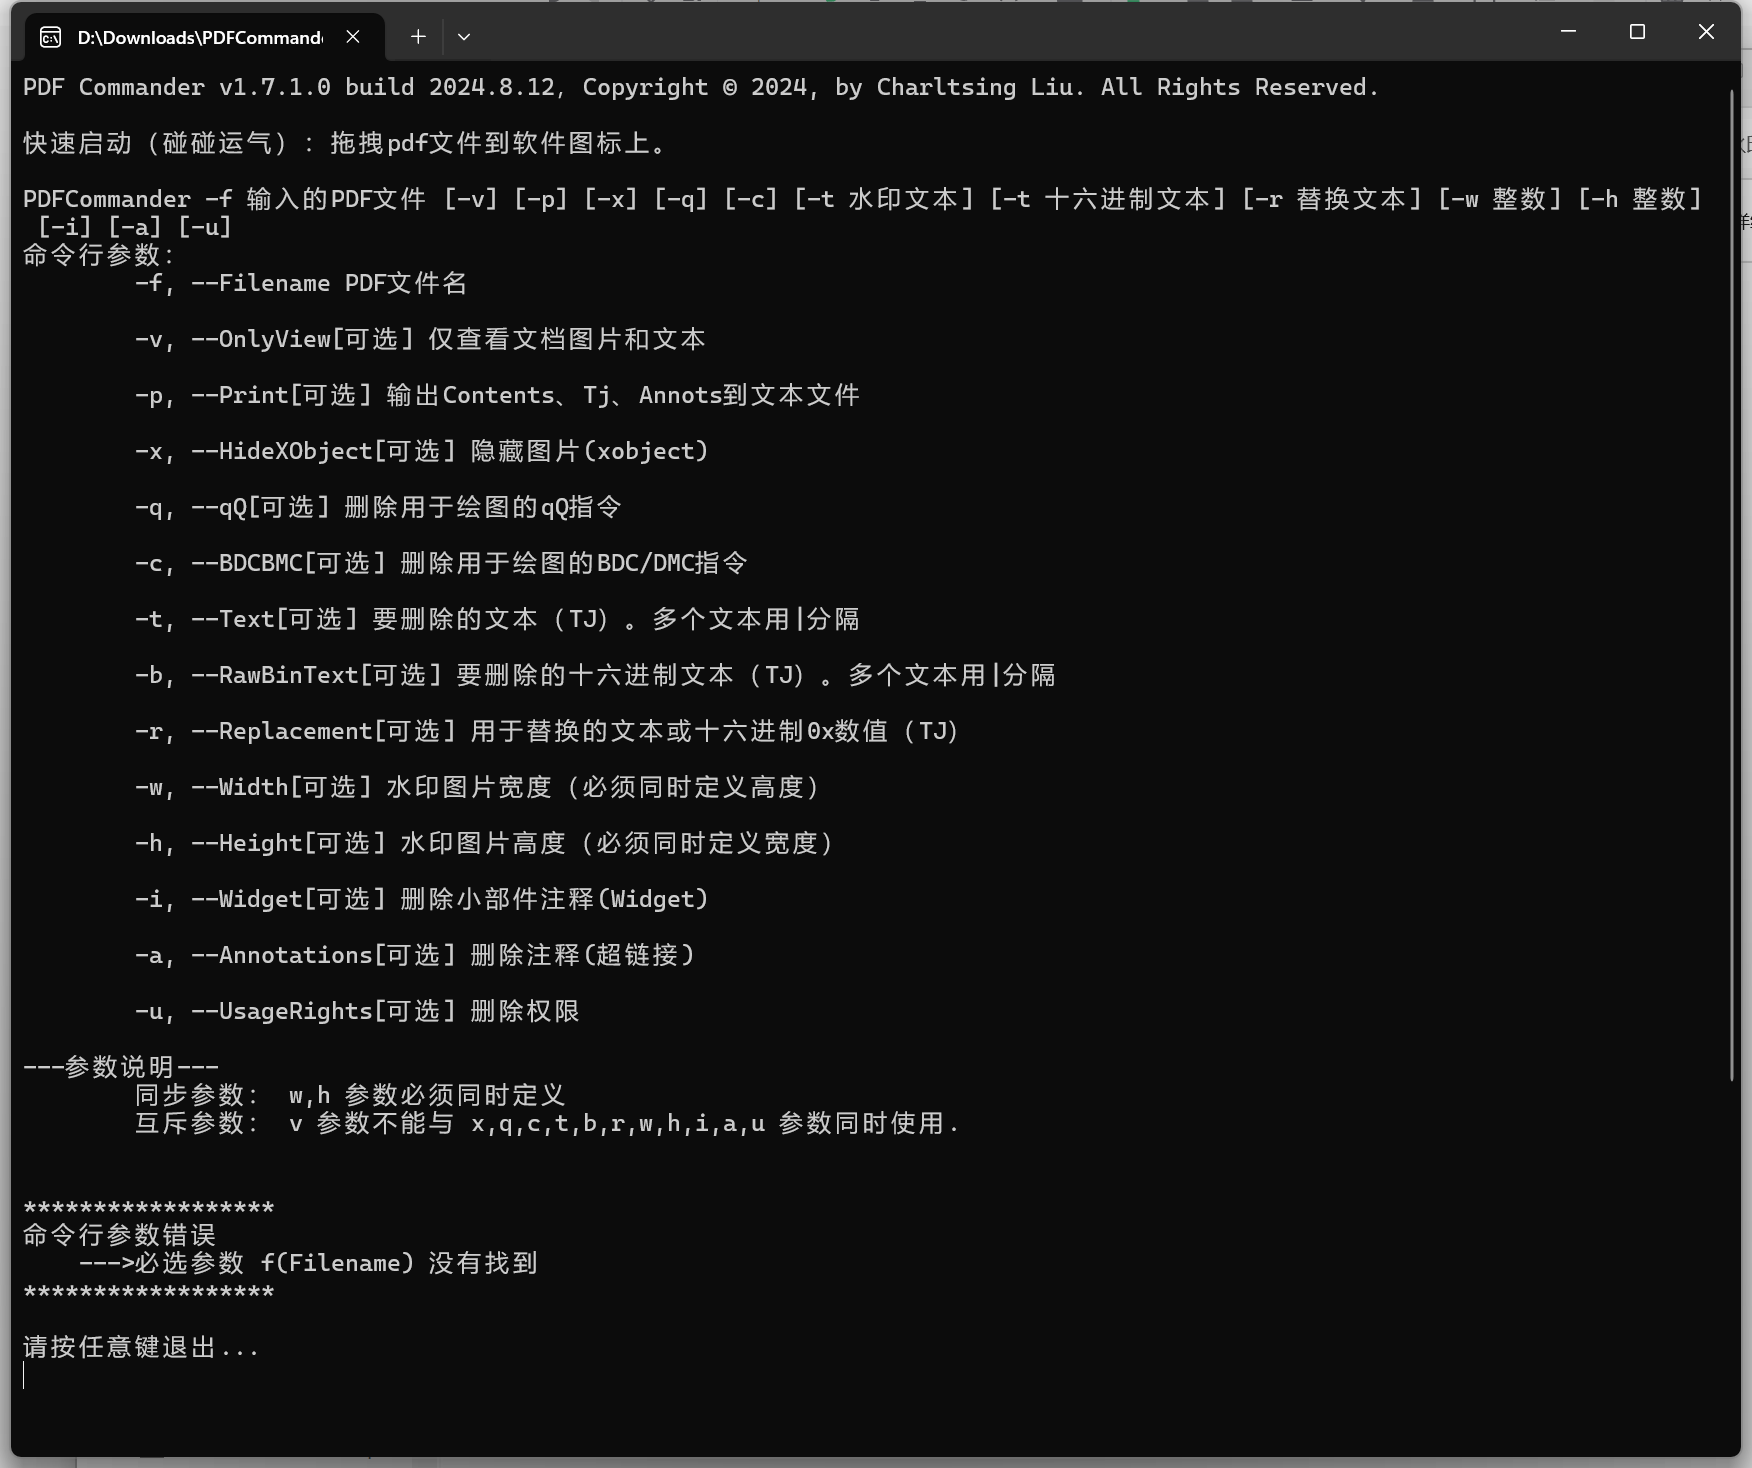 D:\Downloads\PDFCommand
PDF Commander v1.7.1.0 build 2024.8.12, Copyright © 2024, by Charltsing Liu. All Rights Reserved.
快速启动（碰碰运气）：拖拽pdf文件到软件图标上。
PDFCommander -f 输入的PDF文件 [-v] [-p] [-x] [-q] [-c] [-t 水印文本] [-t 十六进制文本] [-r 替换文本] [-w 整数] [-h 整数]
[-i] [-a] [-u]
命令行参数：
-f, --Filename PDF文件名
-v, --OnlyView[可选] 仅查看文档图片和文本
-p, --Print[可选] 输出Contents、Tj、Annots到文本文件
-x, --HideXObject[可选] 隐藏图片(xobject)
-q, --qQ[可选] 删除用于绘图的qQ指令
-c, --BDCBMC[可选] 删除用于绘图的BDC/DMC指令
-t, --Text[可选] 要删除的文本（TJ）。多个文本用|分隔
-b, --RawBinText[可选] 要删除的十六进制文本（TJ）。多个文本用|分隔
-r, --Replacement[可选] 用于替换的文本或十六进制0x数值（TJ）
-w, --Width[可选] 水印图片宽度（必须同时定义高度）
-h, --Height[可选] 水印图片高度（必须同时定义宽度）
-i, --Widget[可选] 删除小部件注释(Widget)
-a, --Annotations[可选] 删除注释(超链接)
-u, --UsageRights[可选] 删除权限
---参数说明---
同步参数： w,h 参数必须同时定义
互斥参数： v 参数不能与 x,q,c,t,b,r,w,h,i,a,u 参数同时使用.
******************
命令行参数错误
--->必选参数 f(Filename) 没有找到
******************
请按任意键退出...